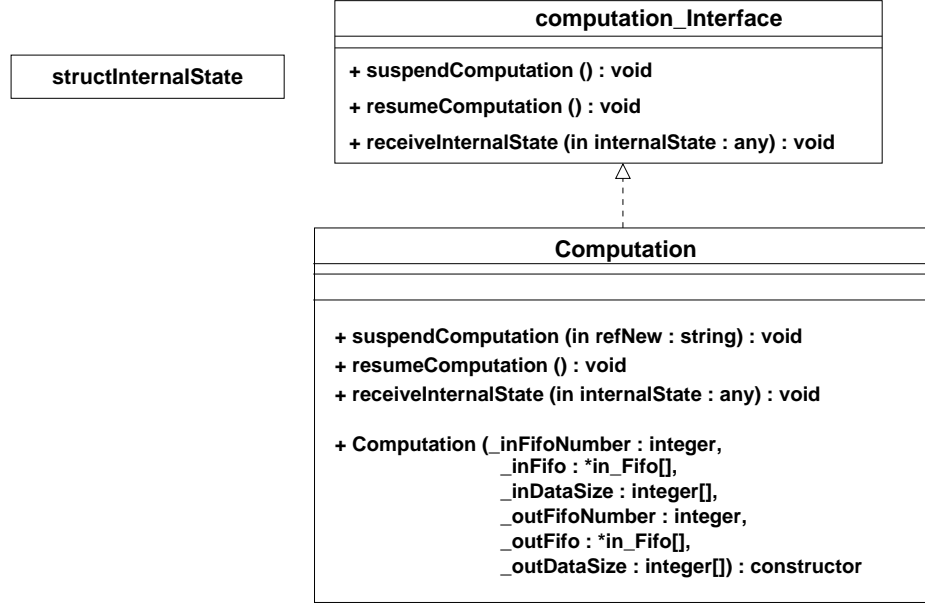 computation_Interface
structInternalState
+ suspendComputation () : void
+ resumeComputation () : void
+ receiveInternalState (in internalState : any) : void
Computation
+ suspendComputation (in refNew : string) : void
+ resumeComputation () : void
+ receiveInternalState (in internalState : any) : void
+ Computation (_inFifoNumber : integer,
_inFifo : *in_Fifo[],
_inDataSize : integer[],
_outFifoNumber : integer,
_outFifo : *in_Fifo[],
_outDataSize : integer[]) : constructor